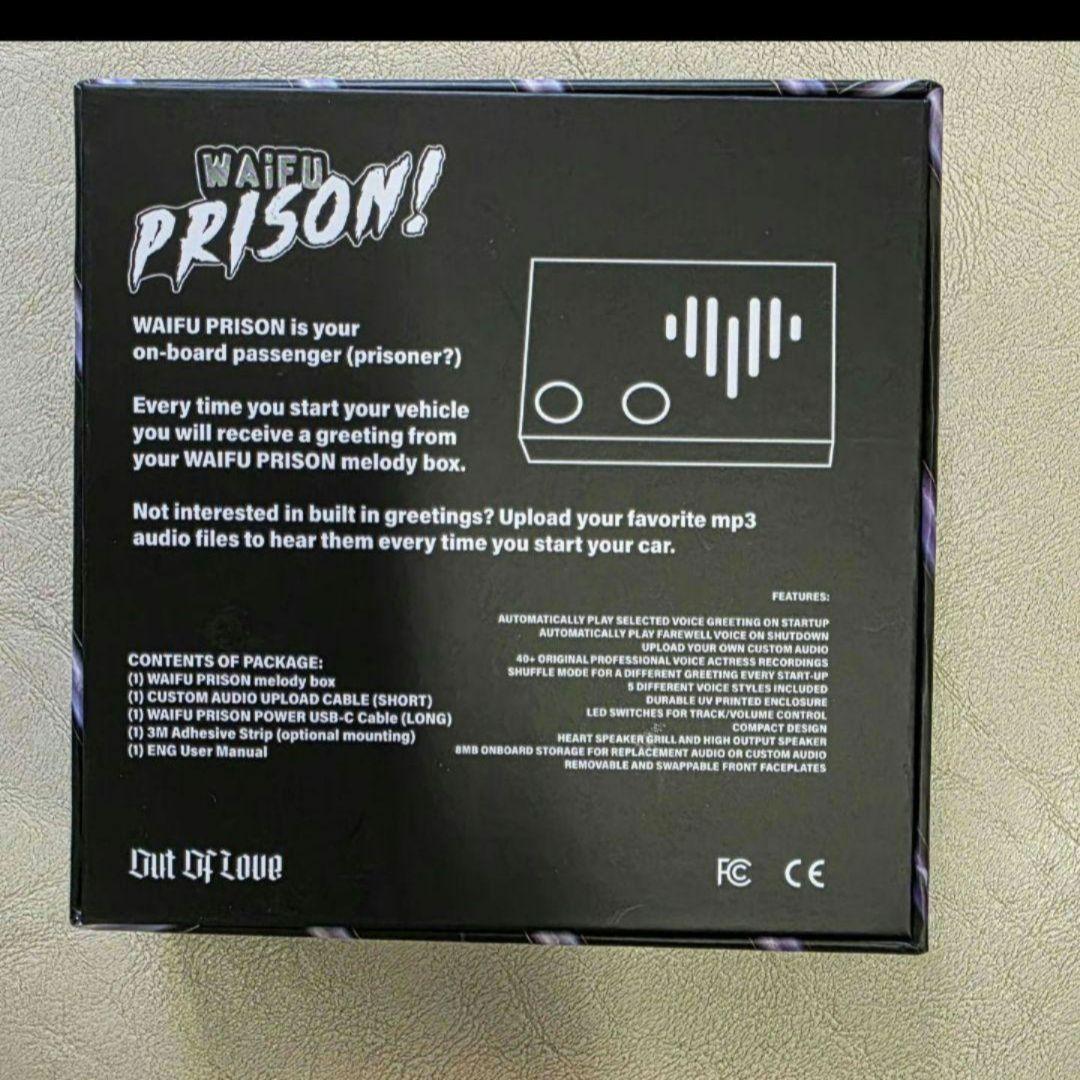 WAiFU
PRISON!
WAIFU PRISON is your
on-board passenger (prisoner?)
Every time you start your vehicle
you will receive a greeting from
your WAIFU PRISON melody box.
Not interested in built in greetings? Upload your favorite mp3
audio files to hear them every time you start your car.
FEATURES:
AUTOMATICALLY PLAY SELECTED VOICE GREETING ON STARTUP
AUTOMATICALLY PLAY FAREWELL VOICE ON SHUTDOWN
UPLOAD YOUR OWN CUSTOM AUDIO
40+ ORIGINAL PROFESSIONAL VOICE ACTRESS RECORDINGS
SHUFFLE MODE FOR A DIFFERENT GREETING EVERY START-UP
5 DIFFERENT VOICE STYLES INCLUDED
DURABLE UV PRINTED ENCLOSURE
LED SWITCHES FOR TRACK/VOLUME CONTROL
COMPACT DESIGN
HEART SPEAKER GRILL AND HIGH OUTPUT SPEAKER
8MB ONBOARD STORAGE FOR REPLACEMENT AUDIO OR CUSTOM AUDIO
REMOVABLE AND SWAPPABLE FRONT FACEPLATES
CONTENTS OF PACKAGE:
(1) WAIFU PRISON melody box
(1) CUSTOM AUDIO UPLOAD CABLE (SHORT)
(1) WAIFU PRISON POWER USB-C Cable (LONG)
(1) 3M Adhesive Strip (optional mounting)
(1) ENG User Manual
Out Of Love
FC CE